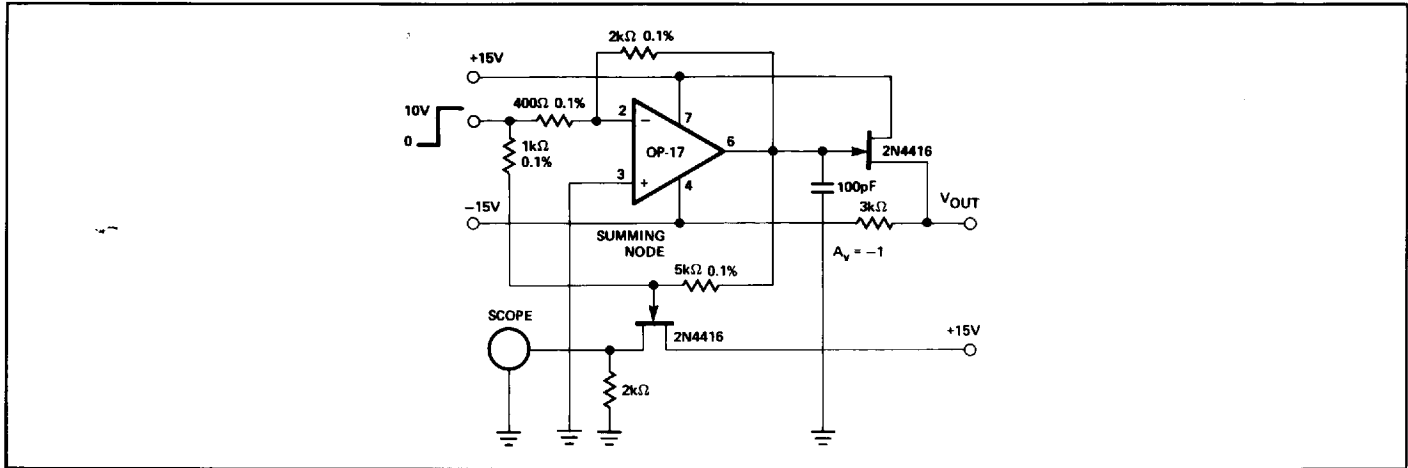 2kΩ 0.1%
+15V
10V
0
400Ω 0.1%
1kΩ
0.1%
2
−
7
OP-17
6
2N4416
3
+
4
100pF
−15V
3kΩ
VOUT
SUMMING
NODE
Av = −1
5kΩ 0.1%
SCOPE
2N4416
+15V
2kΩ